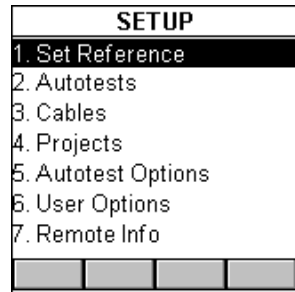 SETUP
1. Set Reference
2. Autotests
3. Cables
4. Projects
5. Autotest Options
6. User Options
7. Remote Info